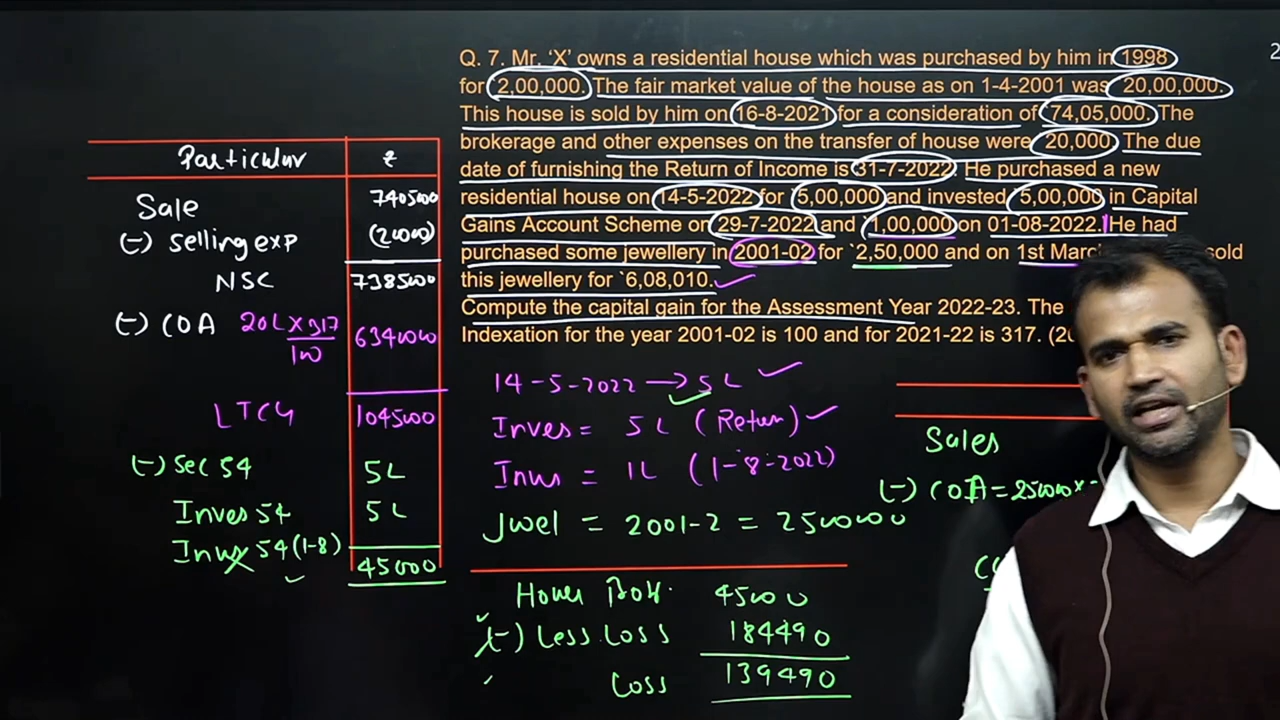 Q. 7. Mr. ‘X’ owns a residential house which was purchased by him in 1998
for `2,00,000. The fair market value of the house as on 1-4-2001 was `20,00,000.
This house is sold by him on 16-8-2021 for a consideration of `74,05,000. The
brokerage and other expenses on the transfer of house were `20,000. The due
date of furnishing the Return of Income is 31-7-2022. He purchased a new
residential house on 14-5-2022 for `5,00,000 and invested `5,00,000 in Capital
Gains Account Scheme on 29-7-2022 and `1,00,000 on 01-08-2022. He had
purchased some jewellery in 2001-02 for `2,50,000 and on 1st sold
this jewellery for `6,08,010.
Compute the capital gain for the Assessment Year 2022-23. The
Indexation for the year 2001-02 is 100 and for 2021-22 is 317.
Particular ₹
Sale 7405000
(-) Selling exp (20000)
NSC 7385000
(-) COA 20L×317/100 6340000
LTCG 1045000
(-) Sec 54 5L
Inves 54 5L
54 (1-8)
45000
14-5-2022 → 5L
Inves = 5L (Return)
Inves = 1L (1-8-2022)
Jwel = 2001-2 = 2500000
House 45000
(-) Less Loss 184490
Loss 139490
Sales
(-) COA = 250000×